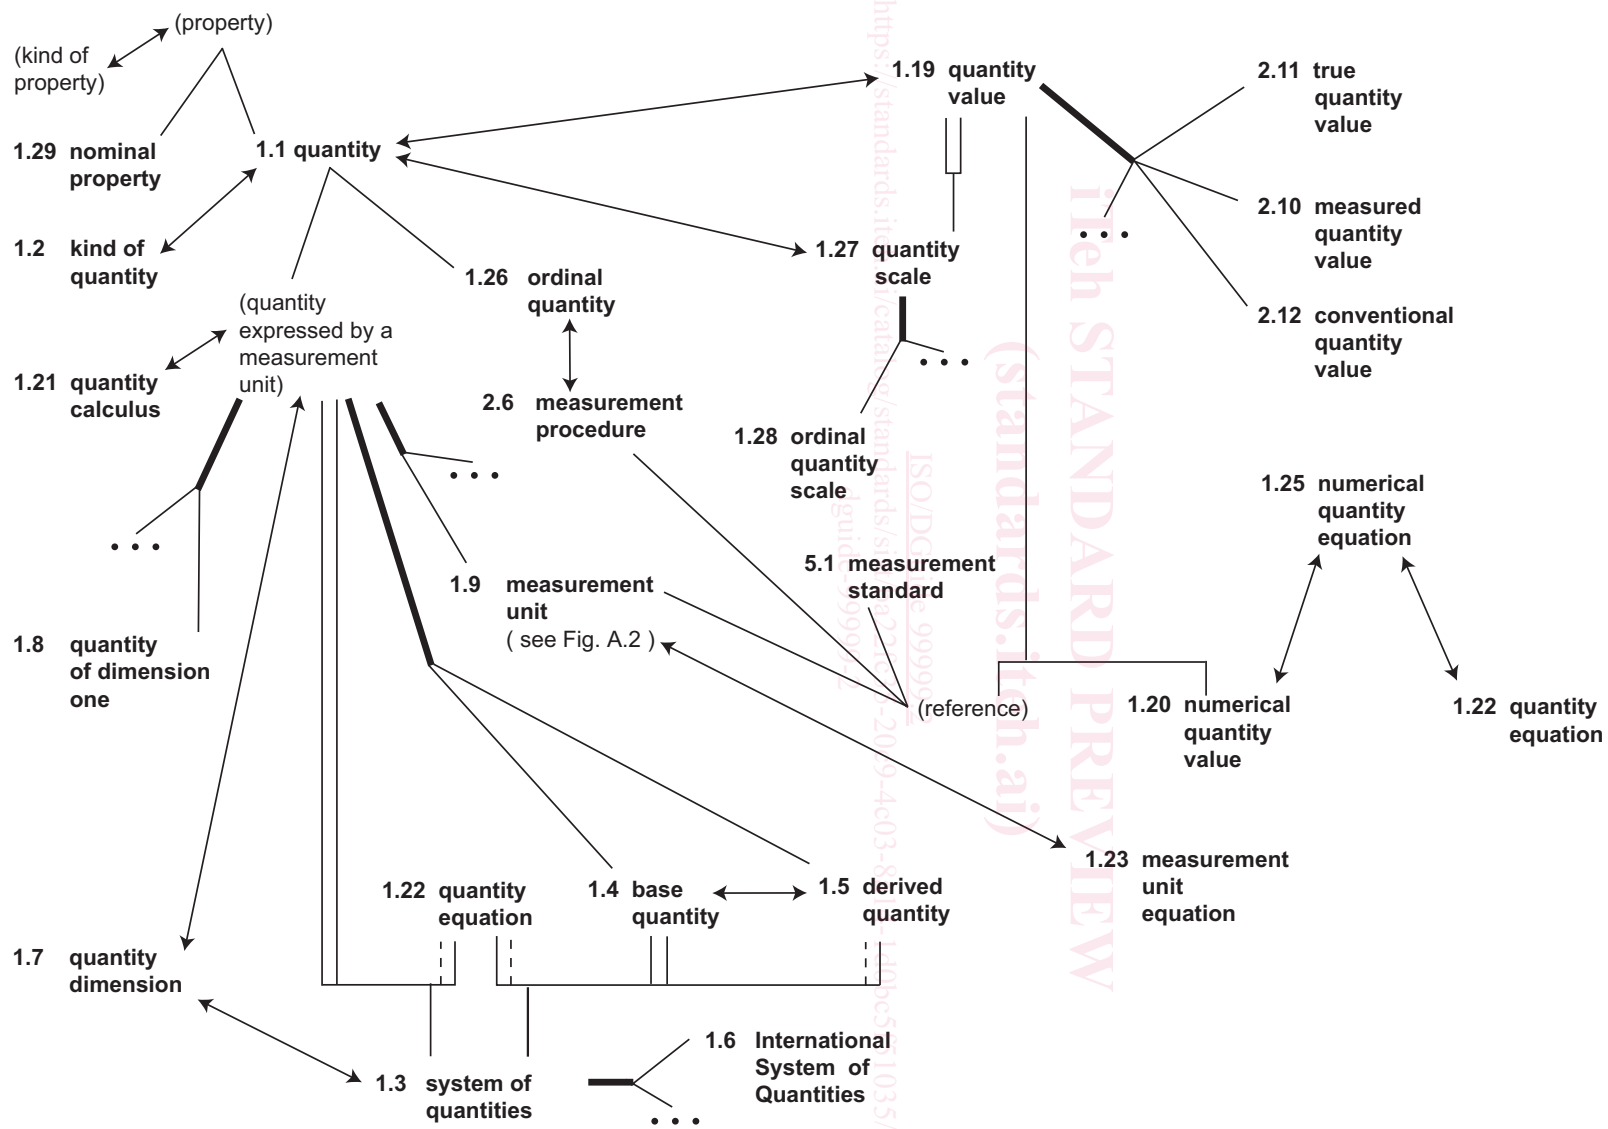 (property)
(kind of
property)
1.29 nominal
property
1.1 quantity
1.2 kind of
quantity
(quantity
expressed by a
measurement
unit)
1.21 quantity
calculus
1.26 ordinal
quantity
2.6 measurement
procedure
• • •
• • •
1.8 quantity
of dimension
one
1.9 measurement
unit
( see Fig. A.2 )
1.19 quantity
value
1.27 quantity
scale
• • •
1.28 ordinal
quantity
scale
5.1 measurement
standard
(reference)
2.11 true
quantity
value
2.10 measured
quantity
value
• • •
2.12 conventional
quantity
value
1.25 numerical
quantity
equation
1.20 numerical
quantity
value
1.22 quantity
equation
1.23 measurement
unit
equation
1.22 quantity
equation
1.4 base
quantity
1.5 derived
quantity
1.7 quantity
dimension
1.3 system of
quantities
1.6 International
System of
Quantities
• • •
iTeh STANDARD PREVIEW
(standards.iteh.ai)